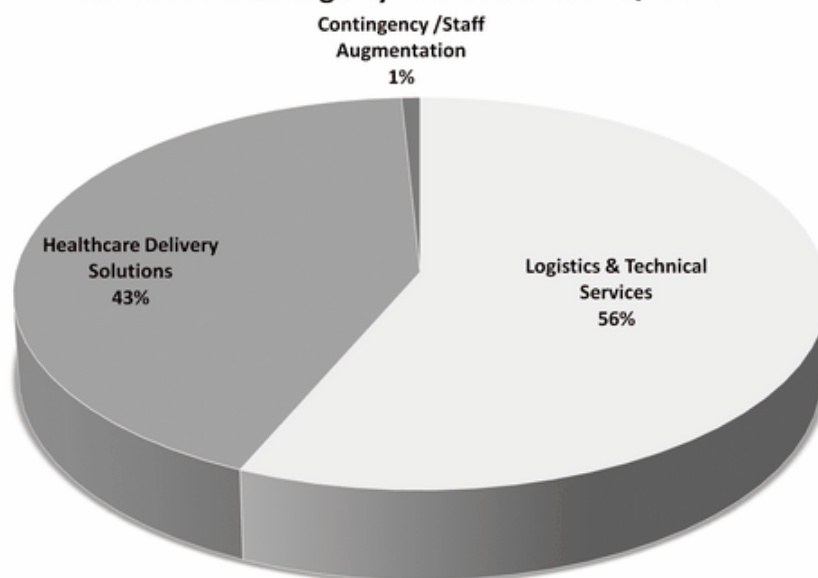 Contingency /Staff
Augmentation
1%
Healthcare Delivery
Solutions
43%
Logistics & Technical
Services
56%